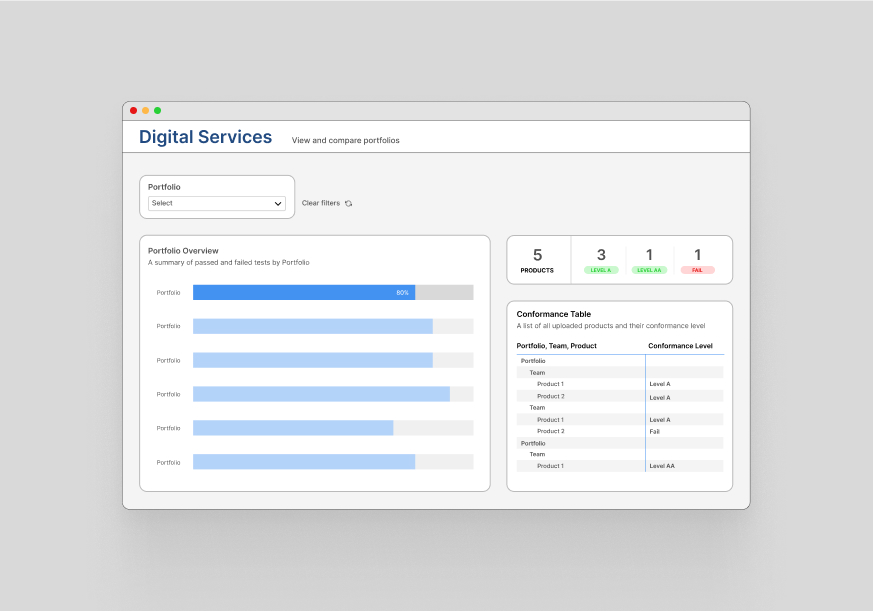 Digital Services
View and compare portfolios
Portfolio
Select
Clear filters
Portfolio Overview
A summary of passed and failed tests by Portfolio
Portfolio
80%
Portfolio
Portfolio
Portfolio
Portfolio
Portfolio
5
PRODUCTS
3
LEVEL A
1
LEVEL AA
1
FAIL
Conformance Table
A list of all uploaded products and their conformance level
Portfolio, Team, Product Conformance Level
Portfolio
Team
Product 1 Level A
Product 2 Level A
Team
Product 1 Level A
Product 2 Fail
Portfolio
Team
Product 1 Level AA